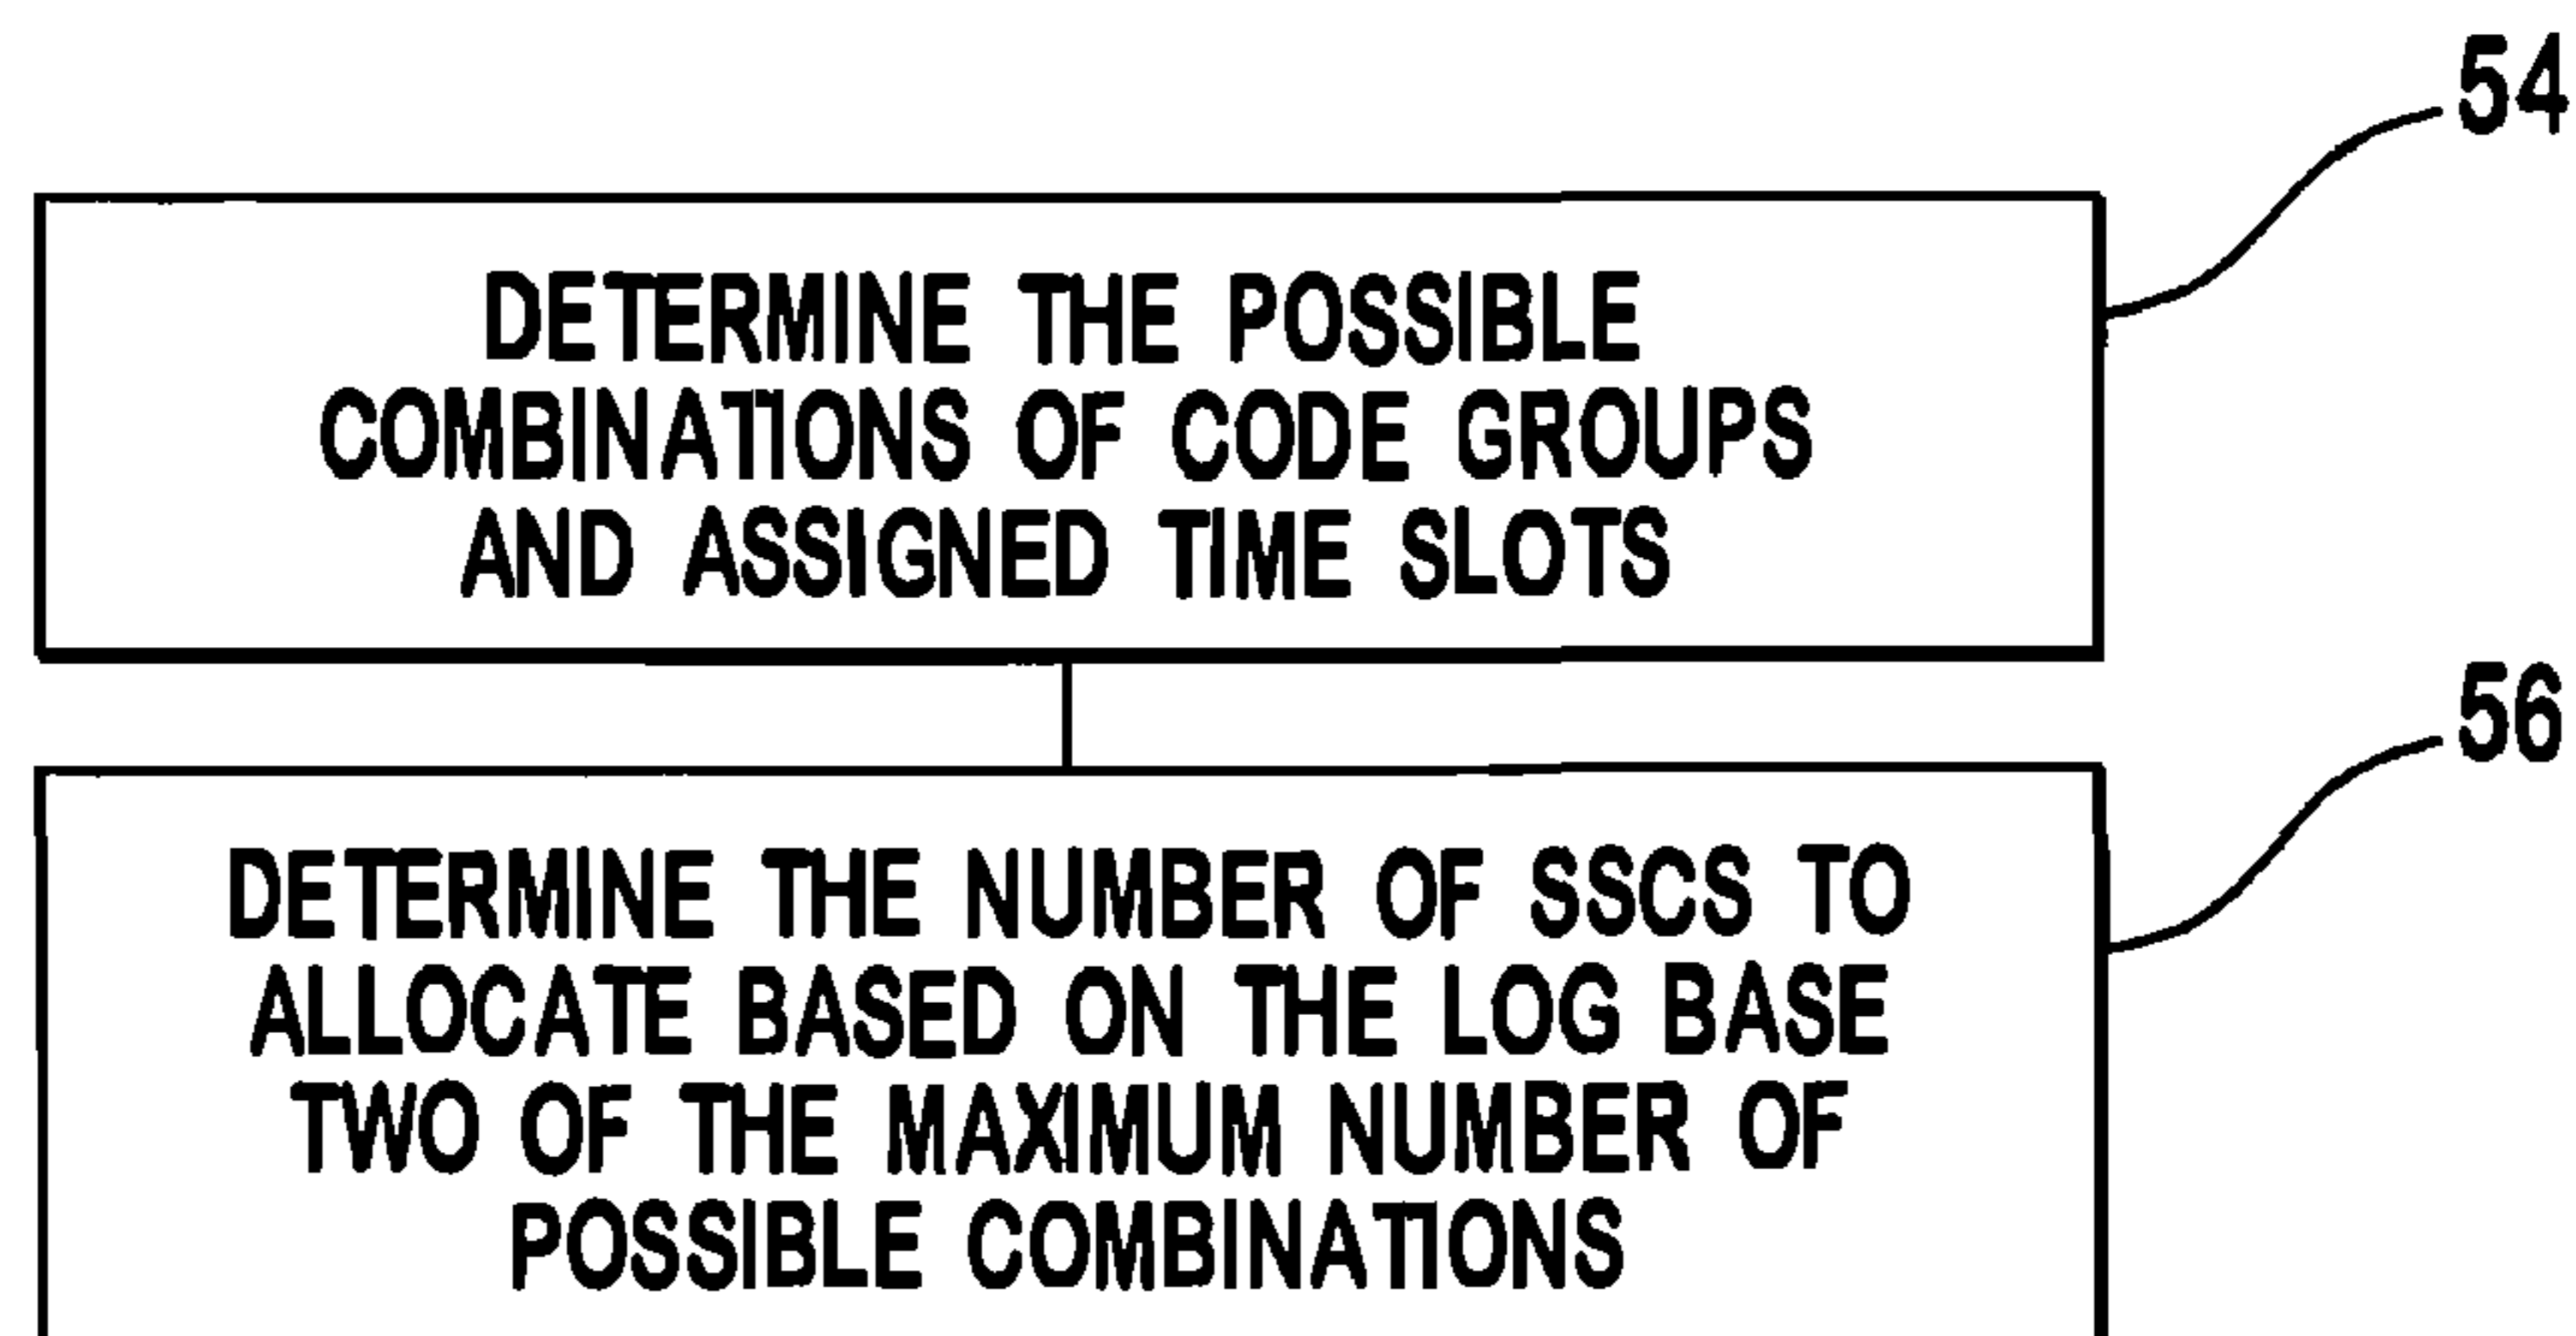 54
DETERMINE THE POSSIBLE
COMBINATIONS OF CODE GROUPS
AND ASSIGNED TIME SLOTS
56
DETERMINE THE NUMBER OF SSCS TO
ALLOCATE BASED ON THE LOG BASE
TWO OF THE MAXIMUM NUMBER OF
POSSIBLE COMBINATIONS